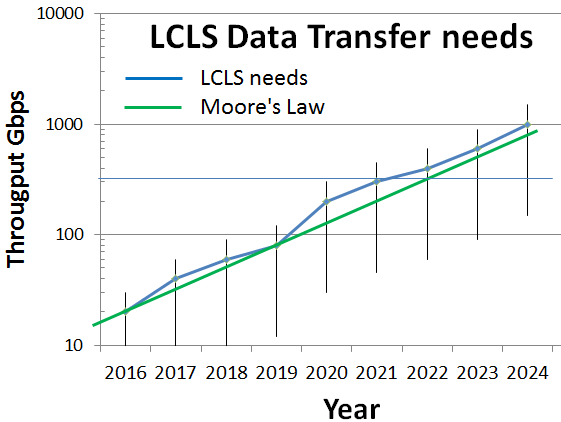 LCLS Data Transfer needs
LCLS needs
Moore's Law
Througput Gbps
10000
1000
100
10
2016 2017 2018 2019 2020 2021 2022 2023 2024
Year